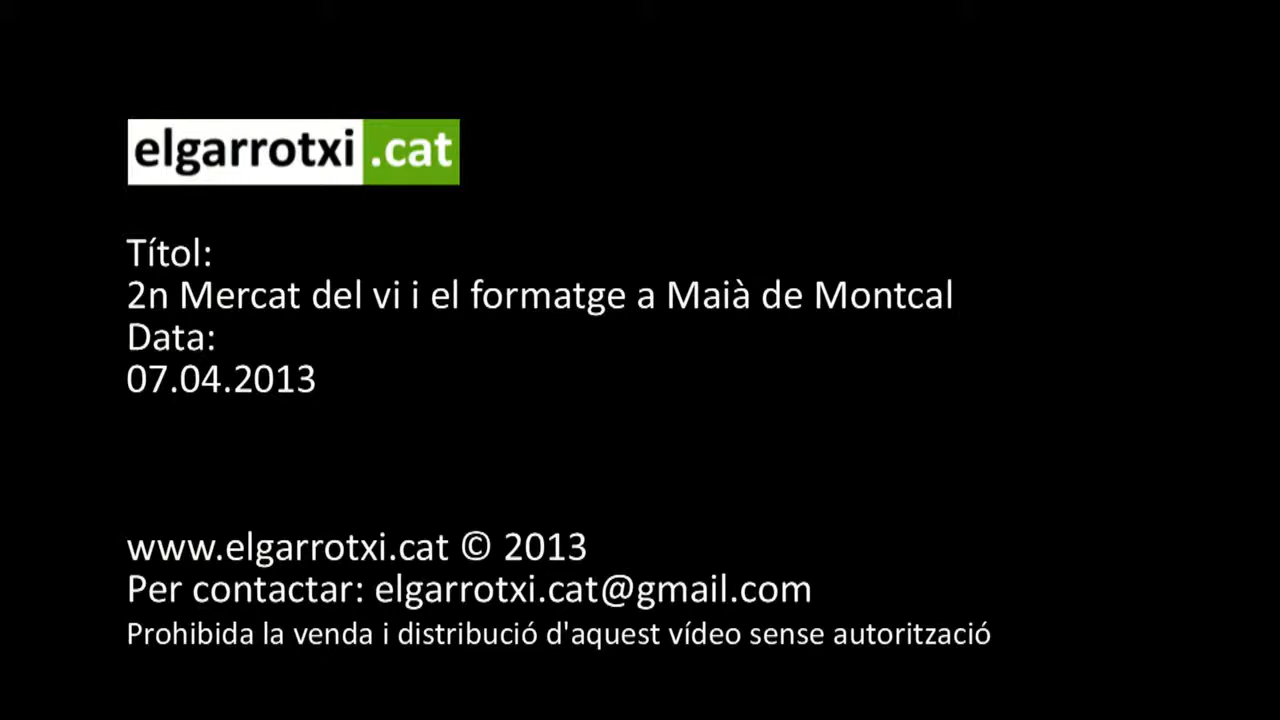 elgarrotxi.cat
Títol:
2n Mercat del vi i el formatge a Maià de Montcal
Data:
07.04.2013
www.elgarrotxi.cat © 2013
Per contactar: elgarrotxi.cat@gmail.com
Prohibida la venda i distribució d'aquest vídeo sense autorització